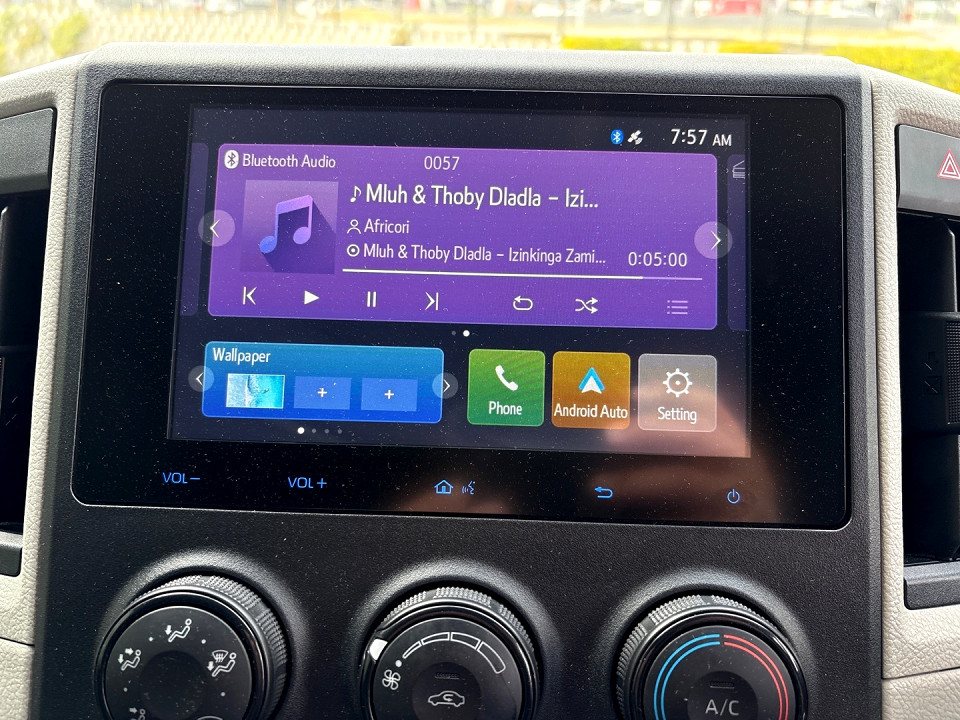 7:57 AM
Bluetooth Audio
0057
Mluh & Thoby Dladla – Izi...
Africori
Mluh & Thoby Dladla – Izinkinga Zami...
0:05:00
Wallpaper
Phone
Android Auto
Setting
VOL–
VOL+
A/C